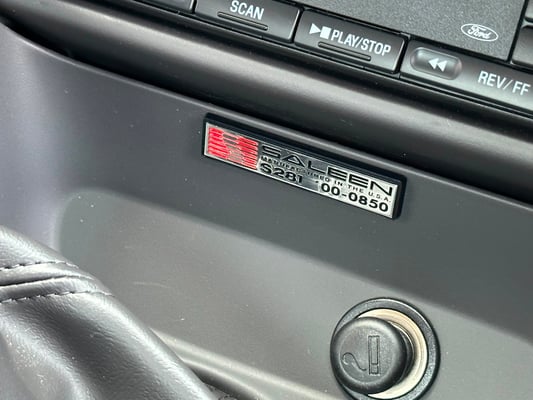 SCAN
PLAY/STOP
Ford
REV/FF
SALEEN
MANUFACTURED IN THE U.S.A.
S281 00-0850